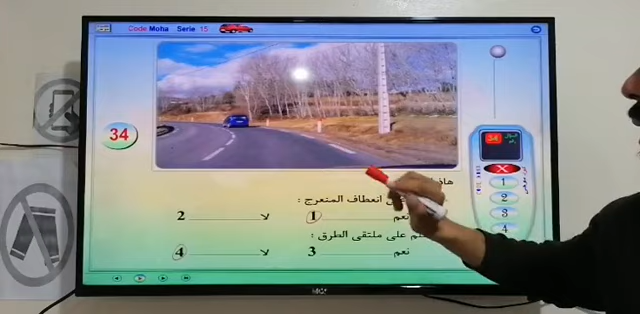 Code Moha Serie 15
34
34
هاد
انعطاف المنعرج :
نعم 1 لا 2
على ملتقى الطرق :
نعم 3 لا 4
X
1
2
3
4